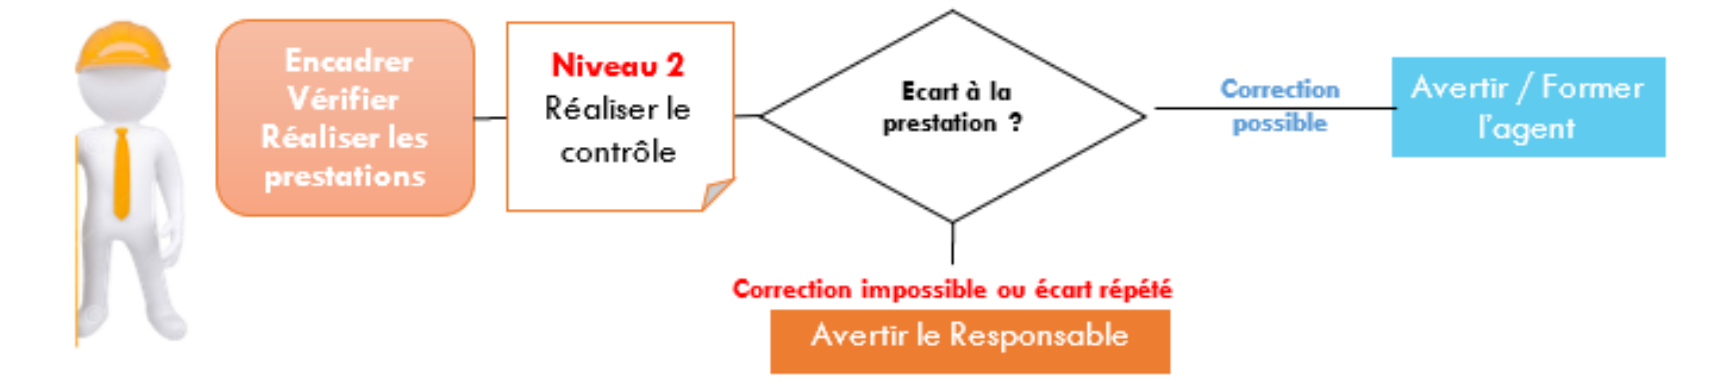 Encadrer
Vérifier
Réaliser les
prestations
Niveau 2
Réaliser le
contrôle
Ecart à la
prestation ?
Correction
possible
Avertir / Former
l'agent
Correction impossible ou écart répété
Avertir le Responsable